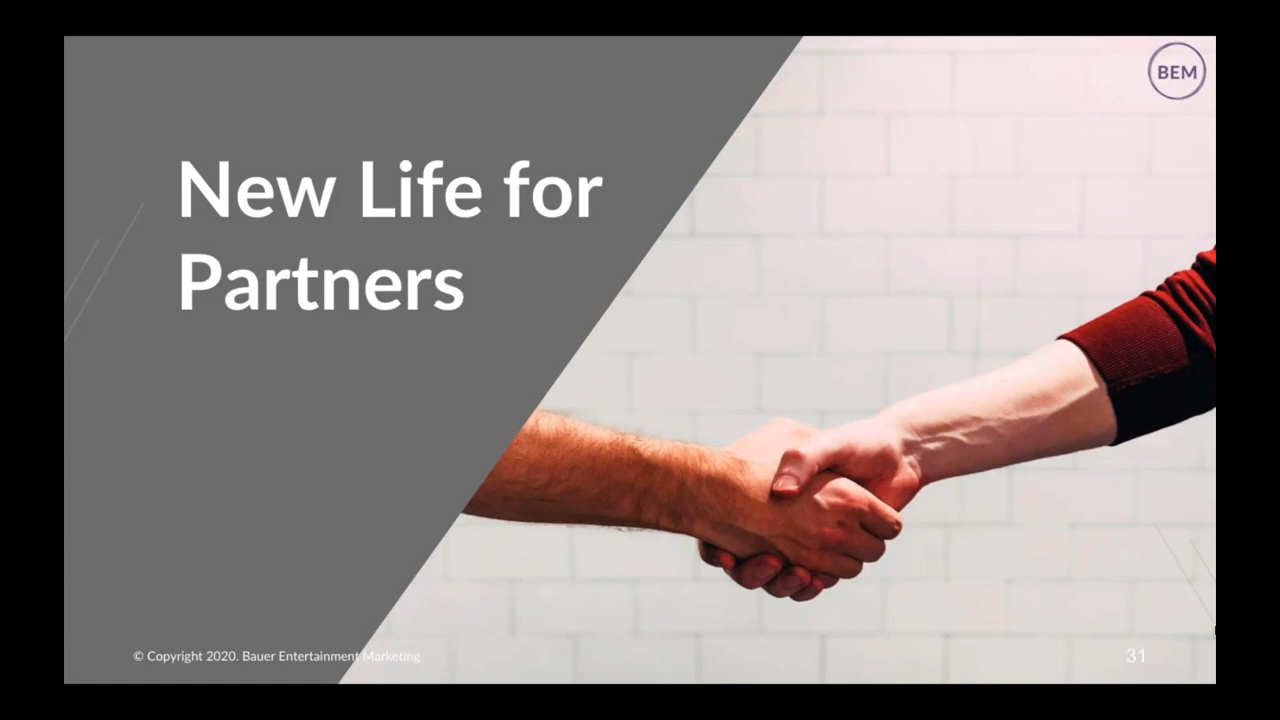 BEM
New Life for
Partners
© Copyright 2020. Bauer Entertainment Marketing
31